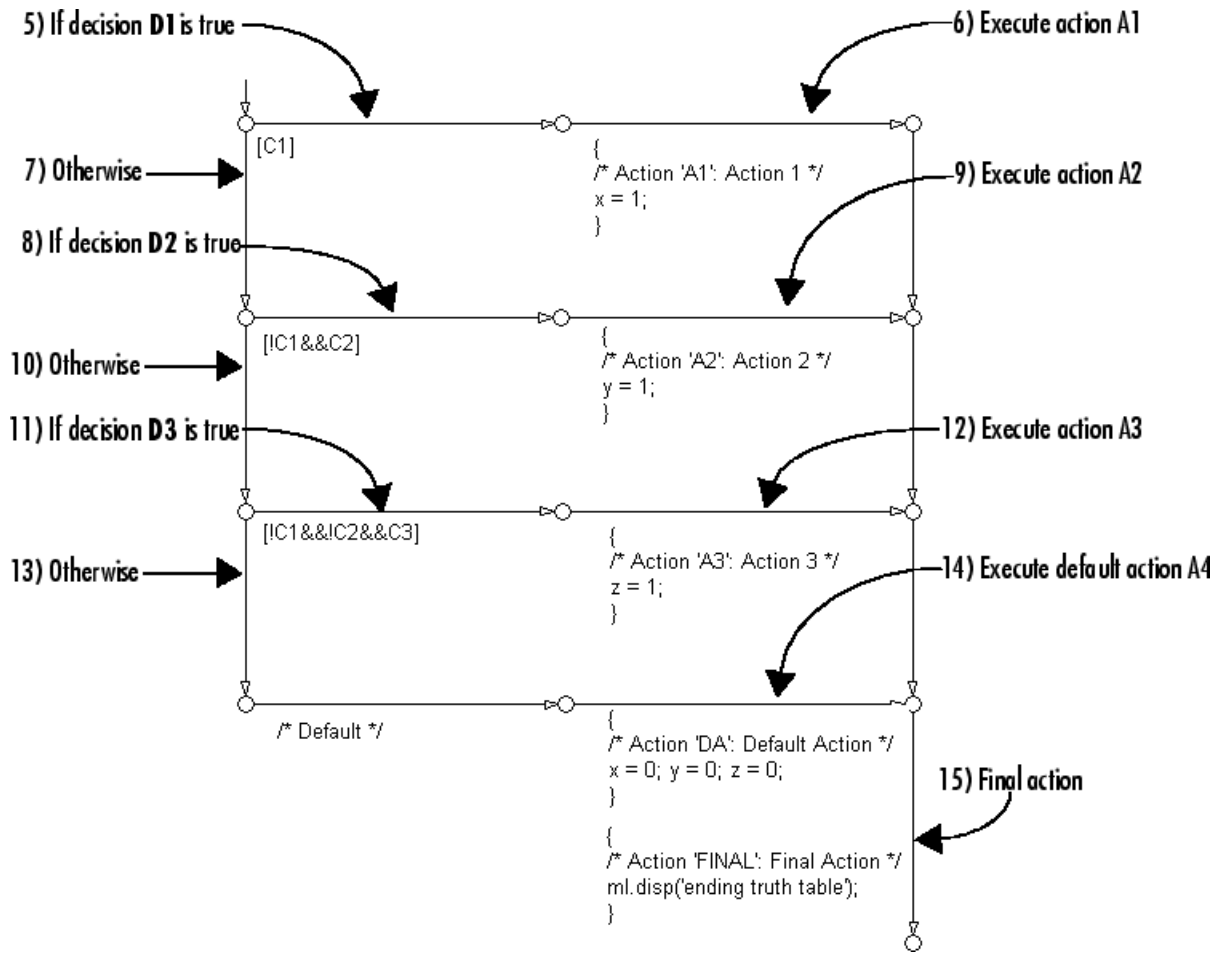 5) If decision D1 is true
6) Execute action A1
[C1]
{
/* Action 'A1': Action 1 */
x = 1;
}
7) Otherwise
9) Execute action A2
8) If decision D2 is true
[!C1&&C2]
{
/* Action 'A2': Action 2 */
y = 1;
}
10) Otherwise
11) If decision D3 is true
12) Execute action A3
[!C1&&!C2&&C3]
{
/* Action 'A3': Action 3 */
z = 1;
}
13) Otherwise
14) Execute default action A4
/* Default */
{
/* Action 'DA': Default Action */
x = 0; y = 0; z = 0;
}
15) Final action
{
/* Action 'FINAL': Final Action */
ml.disp('ending truth table');
}